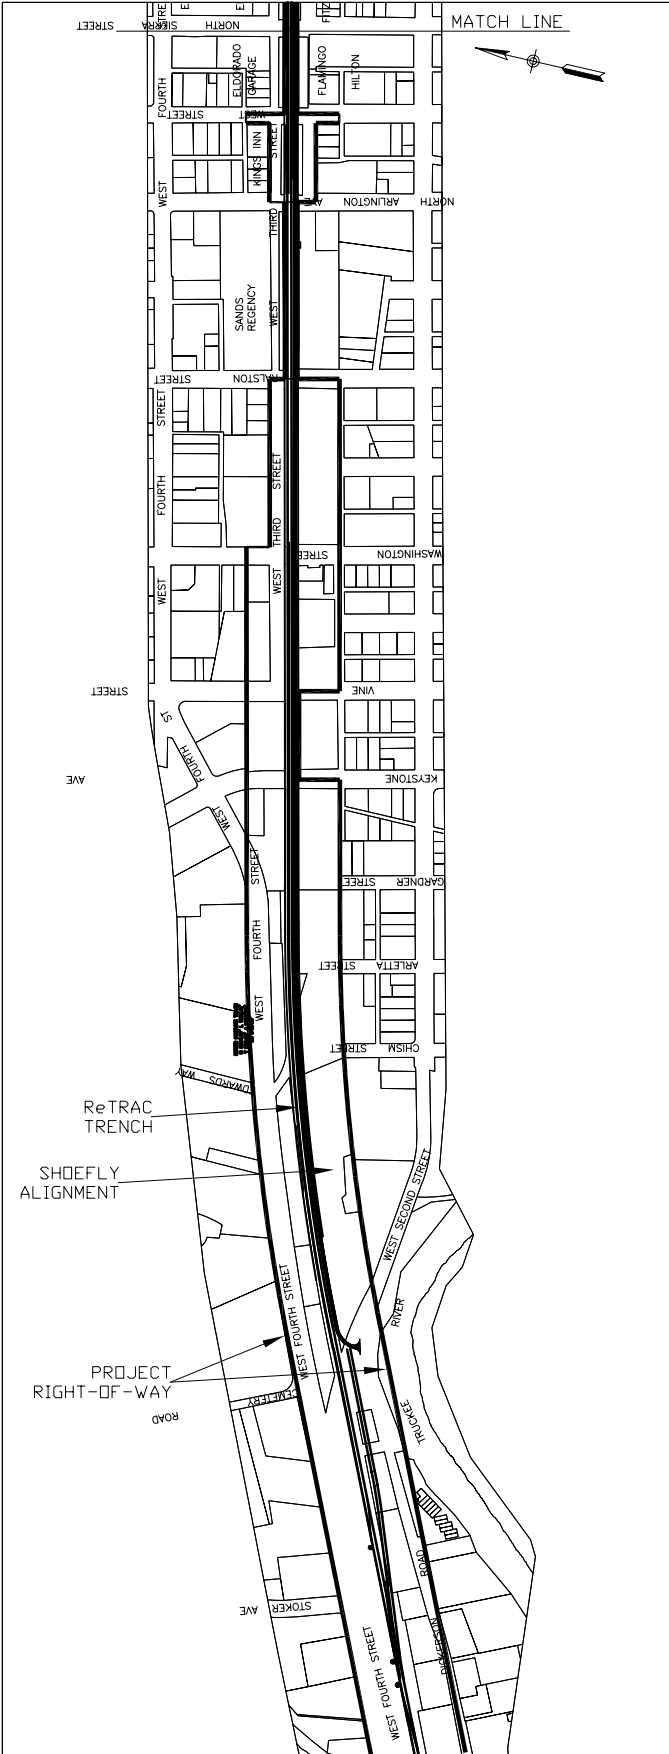 MATCH LINE
NORTH SIERRA STREET
ELDORADO
GARAGE
FLAMINGO
HILTON
FITZ
FOURTH
WEST STREET
KINGS INN
STREET
WEST
NORTH ARLINGTON AVE
THIRD
SANDS
REGENCY
WEST
RALSTON STREET
STREET
FOURTH
STREET
THIRD
WASHINGTON STREE
WEST
WEST
VINE STREET
ST
FOURTH
WEST
KEYSTONE AVE
STREET
GARDNER STREET
FOURTH
ARLETTA STREET
WEST
CHISM STREET
EDWARDS WAY
ReTRAC
TRENCH
SHOEFLY
ALIGNMENT
WEST SECOND STREET
WEST FOURTH STREET
RIVER
TRUCKEE
PROJECT
RIGHT-OF-WAY
CEMETERY ROAD
STOKER AVE
ROAD
DICKERSON
WEST FOURTH STREET